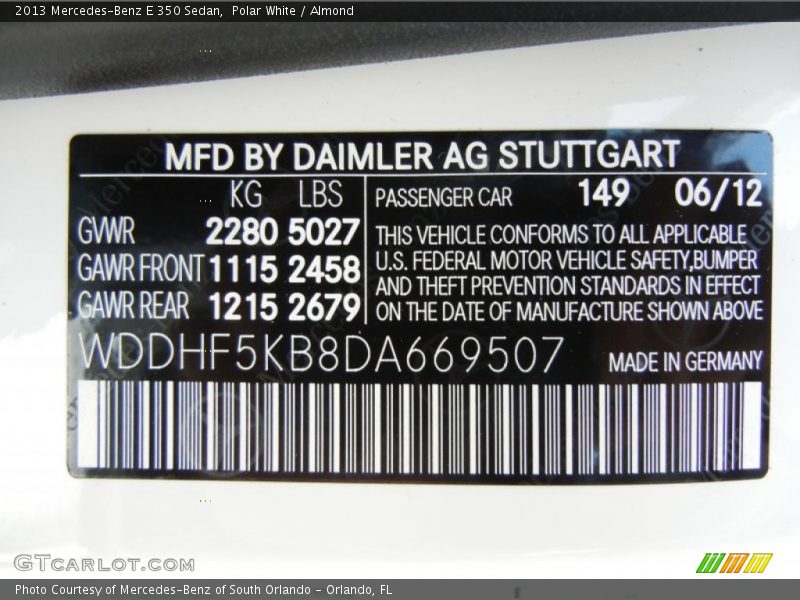 2013 Mercedes-Benz E 350 Sedan,  Polar White / Almond
MFD BY DAIMLER AG STUTTGART
KG LBS
GVWR 2280 5027
GAWR FRONT 1115 2458
GAWR REAR 1215 2679
PASSENGER CAR 149 06/12
THIS VEHICLE CONFORMS TO ALL APPLICABLE
U.S. FEDERAL MOTOR VEHICLE SAFETY,BUMPER
AND THEFT PREVENTION STANDARDS IN EFFECT
ON THE DATE OF MANUFACTURE SHOWN ABOVE
WDDHF5KB8DA669507 MADE IN GERMANY
GTCARLOT.COM
Photo Courtesy of Mercedes-Benz of South Orlando - Orlando, FL